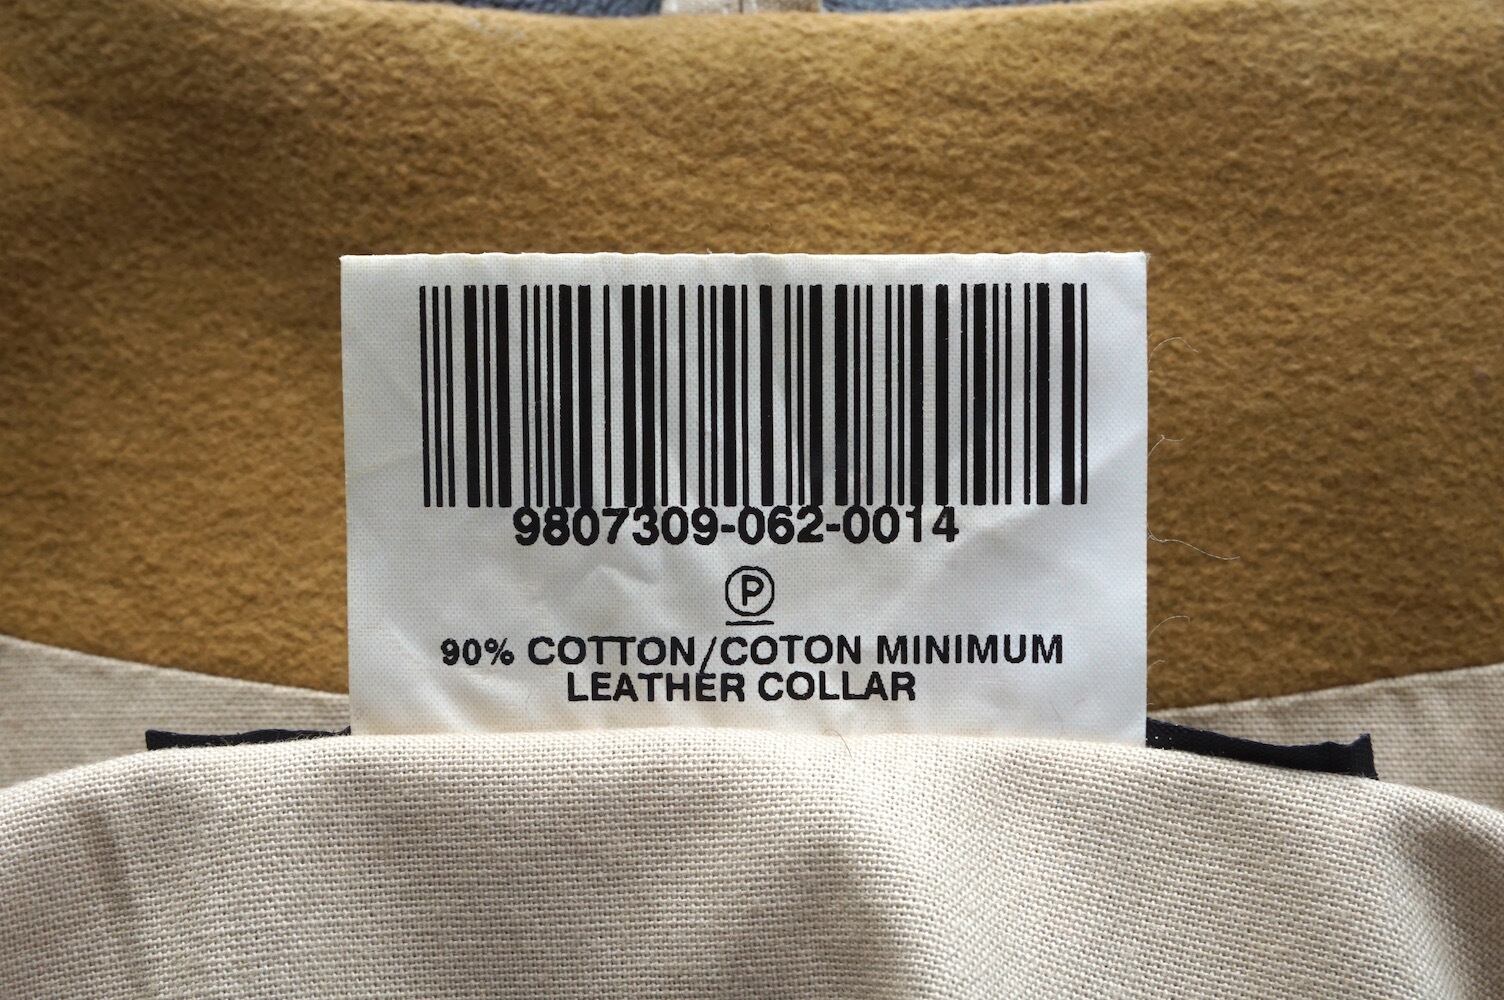 9807309-062-0014
P
90% COTTON/COTON MINIMUM
LEATHER COLLAR